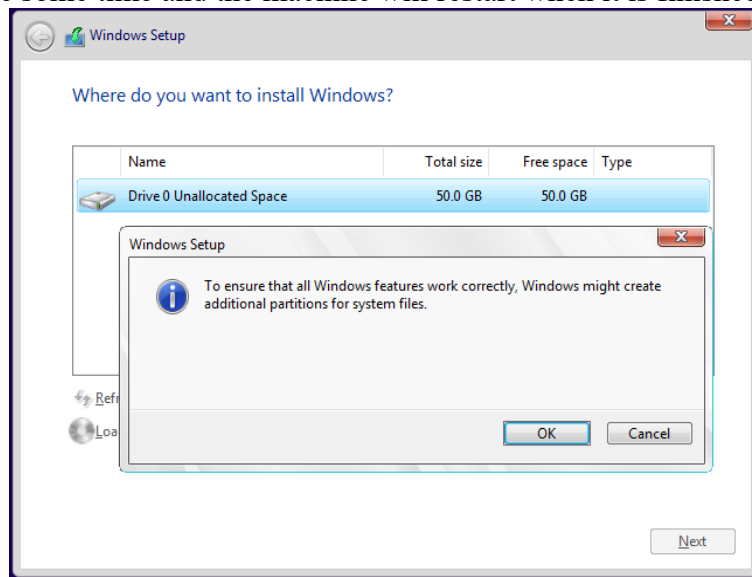 Windows Setup
Where do you want to install Windows?
Name Total size Free space Type
Drive 0 Unallocated Space 50.0 GB 50.0 GB
Windows Setup
To ensure that all Windows features work correctly, Windows might create
additional partitions for system files.
Refr
Loa
OK Cancel
Next